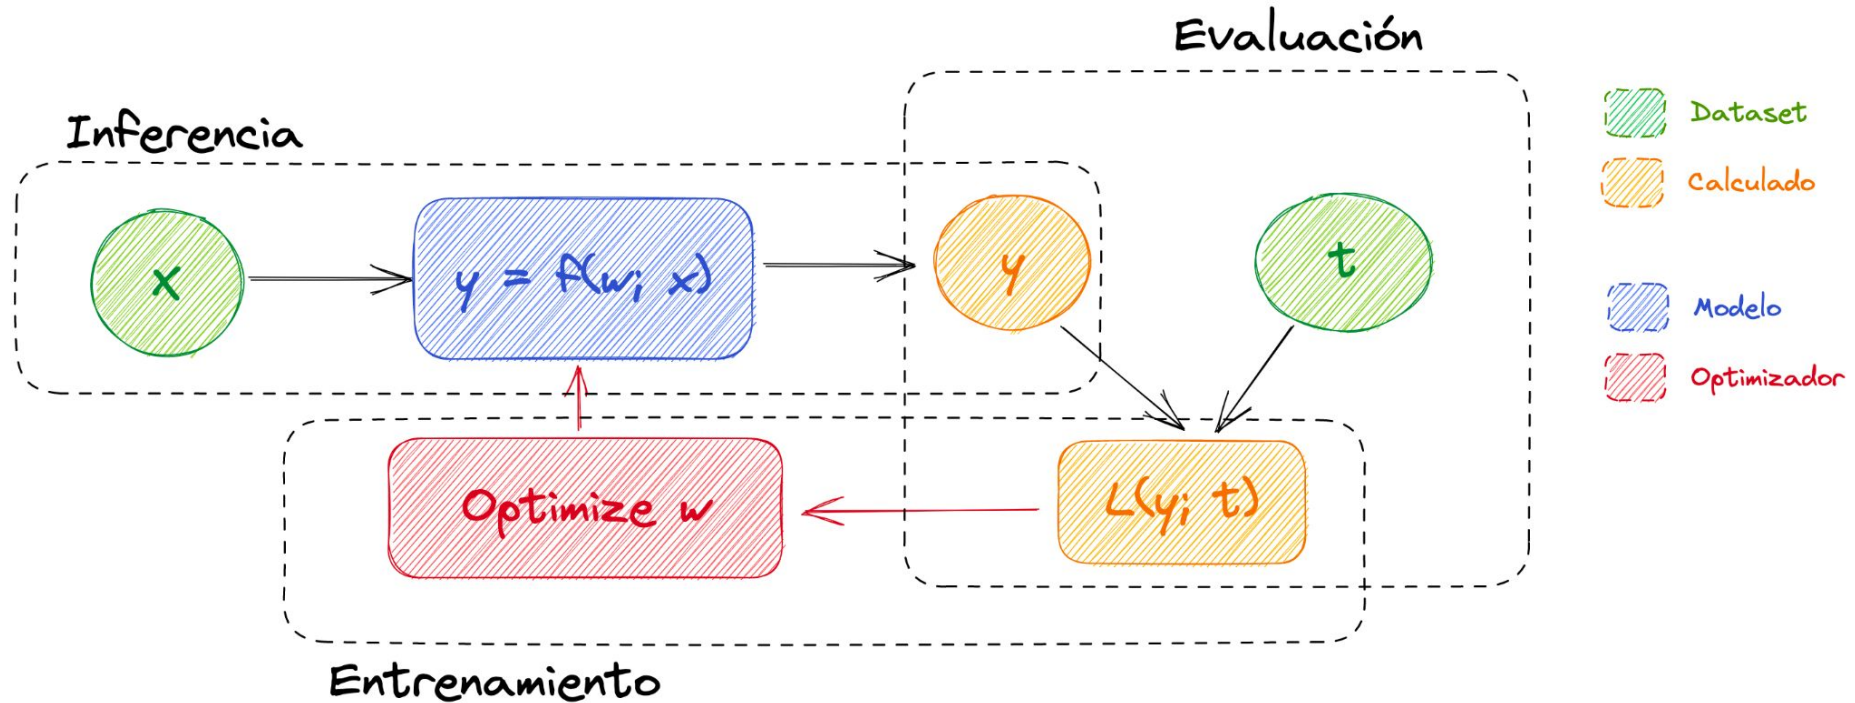 Evaluación
Inferencia
x
y = f(w; x)
y
t
Optimize w
L(y; t)
Entrenamiento
Dataset
Calculado
Modelo
Optimizador